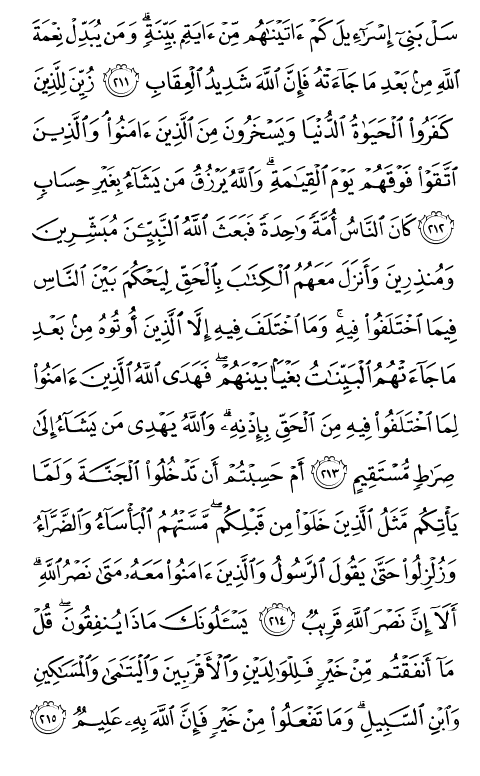 سَلۡ بَنِيٓ إِسۡرَٰٓءِيلَ كَمۡ ءَاتَيۡنَٰهُم مِّنۡ ءَايَةِۭ بَيِّنَةٖۗ وَمَن يُبَدِّلۡ نِعۡمَةَ
ٱللَّهِ مِنۢ بَعۡدِ مَا جَآءَتۡهُ فَإِنَّ ٱللَّهَ شَدِيدُ ٱلۡعِقَابِ ٢١١ زُيِّنَ لِلَّذِينَ
كَفَرُواْ ٱلۡحَيَوٰةُ ٱلدُّنۡيَا وَيَسۡخَرُونَ مِنَ ٱلَّذِينَ ءَامَنُواْۘ وَٱلَّذِينَ
ٱتَّقَوۡاْ فَوۡقَهُمۡ يَوۡمَ ٱلۡقِيَٰمَةِۗ وَٱللَّهُ يَرۡزُقُ مَن يَشَآءُ بِغَيۡرِ حِسَابٖ
٢١٢ كَانَ ٱلنَّاسُ أُمَّةٗ وَٰحِدَةٗ فَبَعَثَ ٱللَّهُ ٱلنَّبِيِّـۧنَ مُبَشِّرِينَ
وَمُنذِرِينَ وَأَنزَلَ مَعَهُمُ ٱلۡكِتَٰبَ بِٱلۡحَقِّ لِيَحۡكُمَ بَيۡنَ ٱلنَّاسِ
فِيمَا ٱخۡتَلَفُواْ فِيهِۚ وَمَا ٱخۡتَلَفَ فِيهِ إِلَّا ٱلَّذِينَ أُوتُوهُ مِنۢ بَعۡدِ
مَا جَآءَتۡهُمُ ٱلۡبَيِّنَٰتُ بَغۡيَۢا بَيۡنَهُمۡۖ فَهَدَى ٱللَّهُ ٱلَّذِينَ ءَامَنُواْ
لِمَا ٱخۡتَلَفُواْ فِيهِ مِنَ ٱلۡحَقِّ بِإِذۡنِهِۦۗ وَٱللَّهُ يَهۡدِي مَن يَشَآءُ إِلَىٰ
صِرَٰطٖ مُّسۡتَقِيمٍ ٢١٣ أَمۡ حَسِبۡتُمۡ أَن تَدۡخُلُواْ ٱلۡجَنَّةَ وَلَمَّا
يَأۡتِكُم مَّثَلُ ٱلَّذِينَ خَلَوۡاْ مِن قَبۡلِكُمۖ مَّسَّتۡهُمُ ٱلۡبَأۡسَآءُ وَٱلضَّرَّآءُ
وَزُلۡزِلُواْ حَتَّىٰ يَقُولَ ٱلرَّسُولُ وَٱلَّذِينَ ءَامَنُواْ مَعَهُۥ مَتَىٰ نَصۡرُ ٱللَّهِۗ
أَلَآ إِنَّ نَصۡرَ ٱللَّهِ قَرِيبٞ ٢١٤ يَسۡـَٔلُونَكَ مَاذَا يُنفِقُونَۖ قُلۡ
مَآ أَنفَقۡتُم مِّنۡ خَيۡرٖ فَلِلۡوَٰلِدَيۡنِ وَٱلۡأَقۡرَبِينَ وَٱلۡيَتَٰمَىٰ وَٱلۡمَسَٰكِينِ
وَٱبۡنِ ٱلسَّبِيلِۗ وَمَا تَفۡعَلُواْ مِنۡ خَيۡرٖ فَإِنَّ ٱللَّهَ بِهِۦ عَلِيمٞ ٢١٥